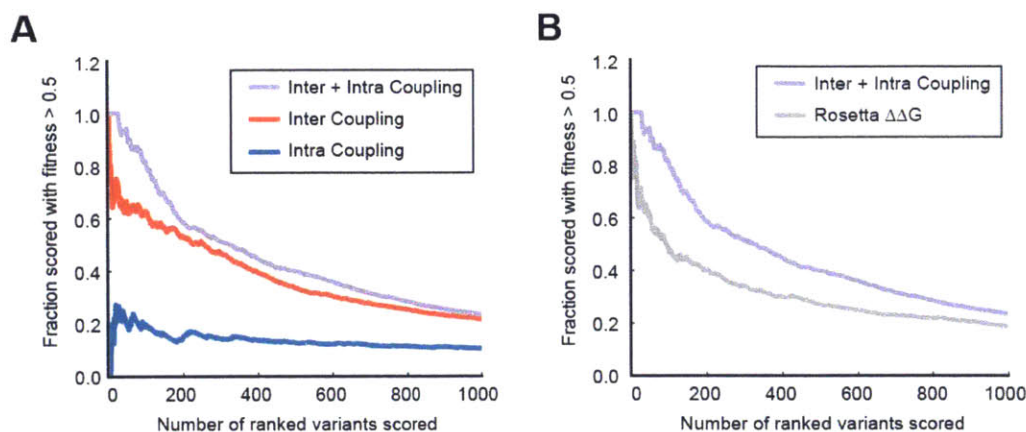 A
Fraction scored with fitness > 0.5
1.2
1.0
0.8
0.6
0.4
0.2
0.0
Inter + Intra Coupling
Inter Coupling
Intra Coupling
0 200 400 600 800 1000
Number of ranked variants scored
B
Fraction scored with fitness > 0.5
1.2
1.0
0.8
0.6
0.4
0.2
0.0
Inter + Intra Coupling
Rosetta ΔΔG
0 200 400 600 800 1000
Number of ranked variants scored